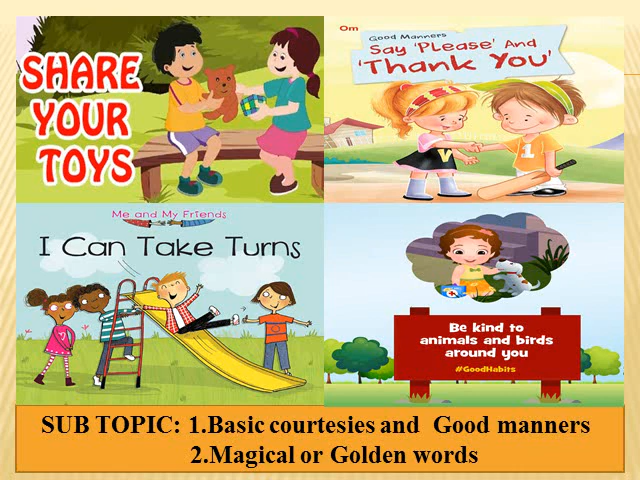 SHARE
YOUR
TOYS
Om
Good Manners
Say 'Please' And
'Thank You'
V
1
Me and My Friends
I Can Take Turns
Be kind to
animals and birds
around you
#GoodHabits
SUB TOPIC: 1.Basic courtesies and Good manners
2.Magical or Golden words